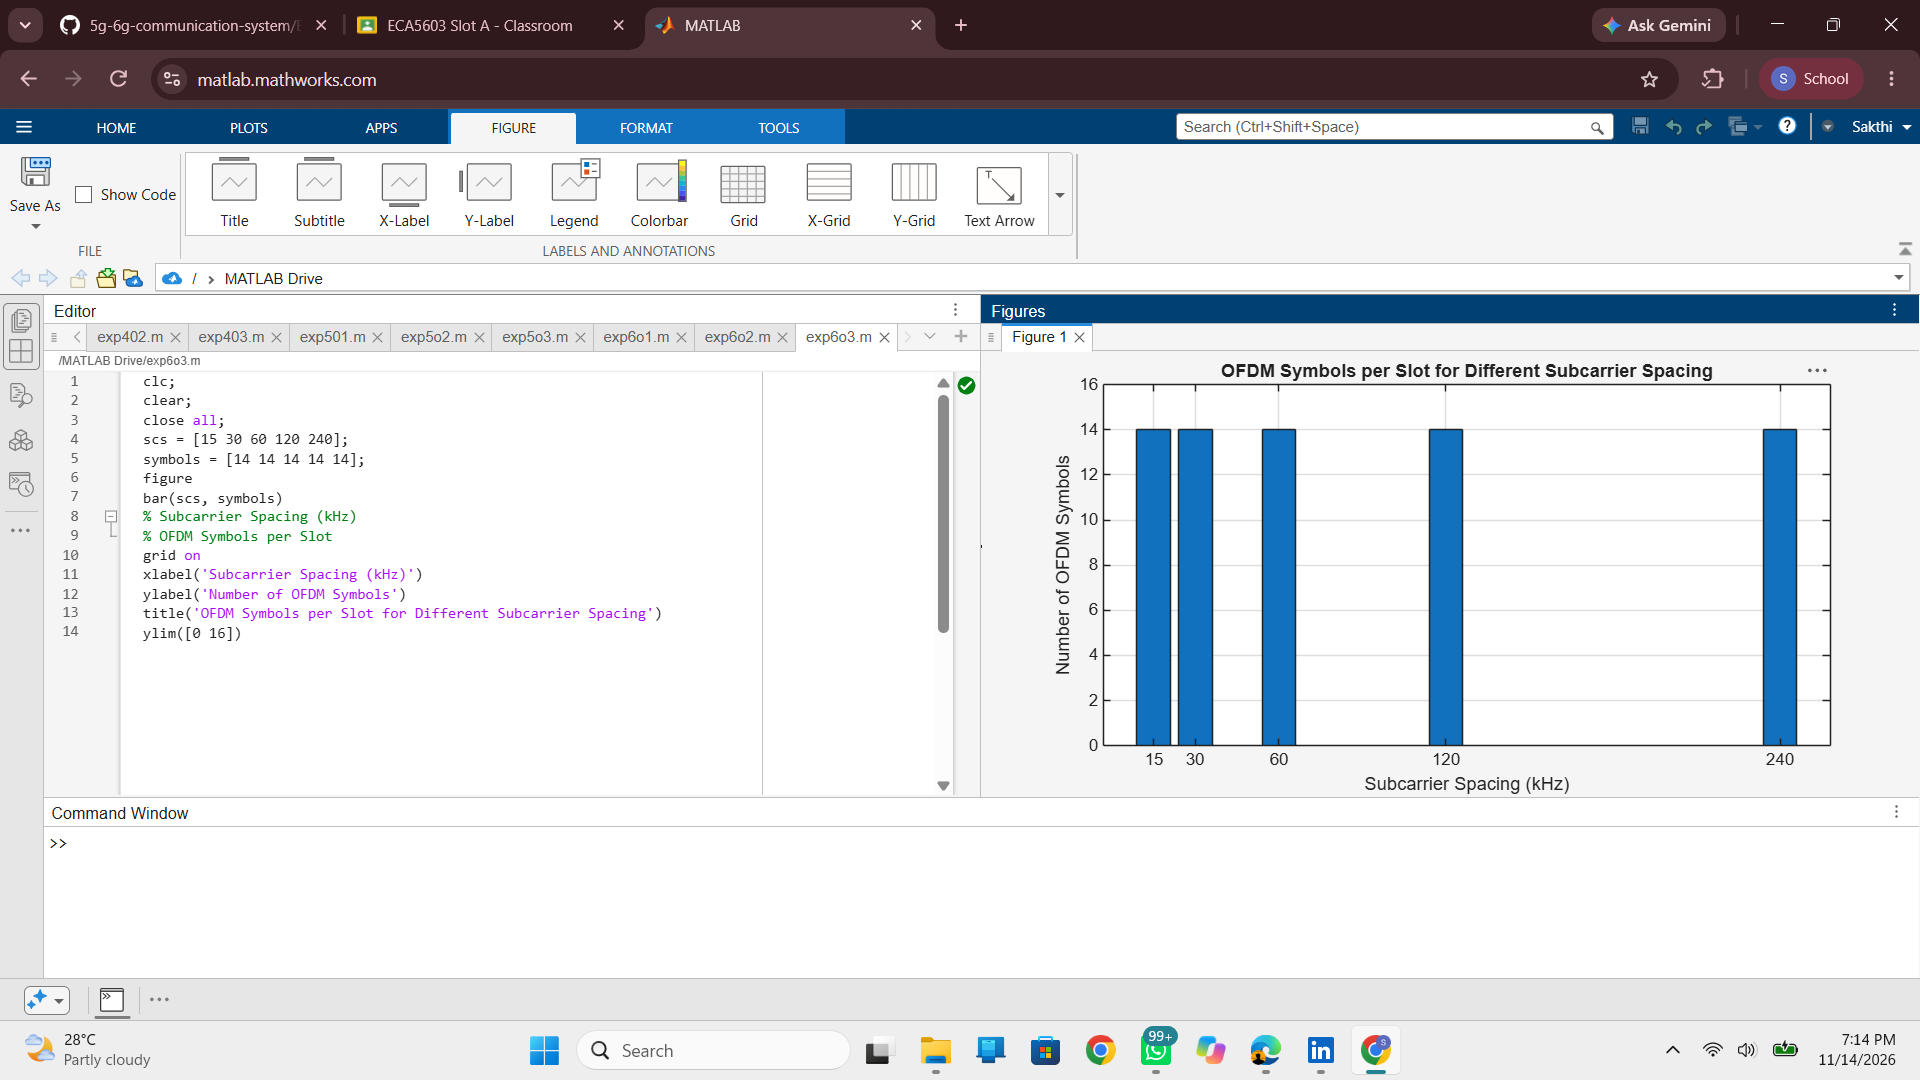 5g-6g-communication-system/
ECA5603 Slot A - Classroom
MATLAB
Ask Gemini
matlab.mathworks.com
S School
HOME PLOTS APPS FIGURE FORMAT TOOLS
Search (Ctrl+Shift+Space)
Sakthi
Save As
Show Code
Title Subtitle X-Label Y-Label Legend Colorbar Grid X-Grid Y-Grid Text Arrow
FILE
LABELS AND ANNOTATIONS
/ › MATLAB Drive
Editor
exp402.m exp403.m exp501.m exp5o2.m exp5o3.m exp6o1.m exp6o2.m exp6o3.m
/MATLAB Drive/exp6o3.m
1 clc;
2 clear;
3 close all;
4 scs = [15 30 60 120 240];
5 symbols = [14 14 14 14 14];
6 figure
7 bar(scs, symbols)
8 % Subcarrier Spacing (kHz)
9 % OFDM Symbols per Slot
10 grid on
11 xlabel('Subcarrier Spacing (kHz)')
12 ylabel('Number of OFDM Symbols')
13 title('OFDM Symbols per Slot for Different Subcarrier Spacing')
14 ylim([0 16])
Figures
Figure 1
OFDM Symbols per Slot for Different Subcarrier Spacing
Number of OFDM Symbols
16
14
12
10
8
6
4
2
0
15 30 60 120 240
Subcarrier Spacing (kHz)
Command Window
>>
28°C
Partly cloudy
Search
99+
7:14 PM
11/14/2026